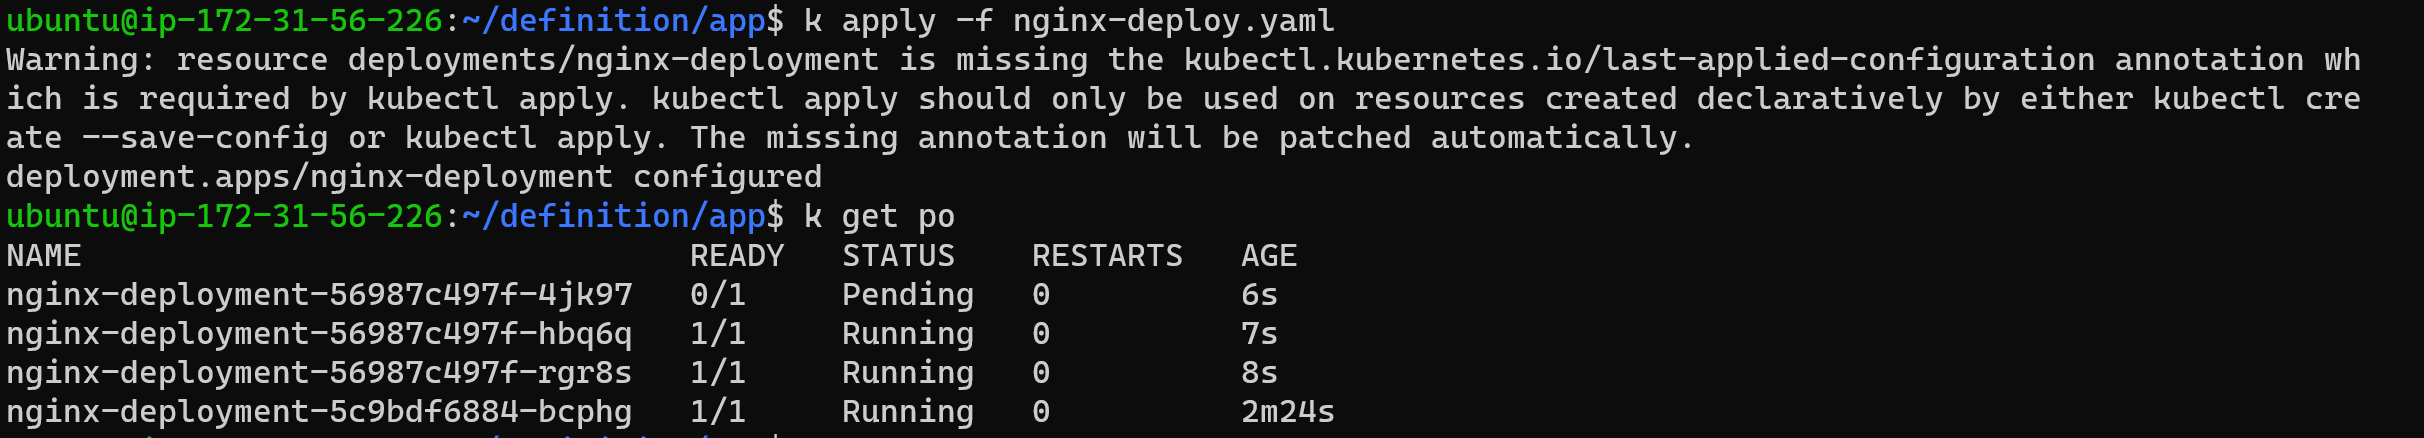 ubuntu@ip-172-31-56-226:~/definition/app$ k apply -f nginx-deploy.yaml
Warning: resource deployments/nginx-deployment is missing the kubectl.kubernetes.io/last-applied-configuration annotation wh
ich is required by kubectl apply. kubectl apply should only be used on resources created declaratively by either kubectl cre
ate --save-config or kubectl apply. The missing annotation will be patched automatically.
deployment.apps/nginx-deployment configured
ubuntu@ip-172-31-56-226:~/definition/app$ k get po
NAME                                READY   STATUS    RESTARTS   AGE
nginx-deployment-56987c497f-4jk97   0/1     Pending   0          6s
nginx-deployment-56987c497f-hbq6q   1/1     Running   0          7s
nginx-deployment-56987c497f-rgr8s   1/1     Running   0          8s
nginx-deployment-5c9bdf6884-bcphg   1/1     Running   0          2m24s